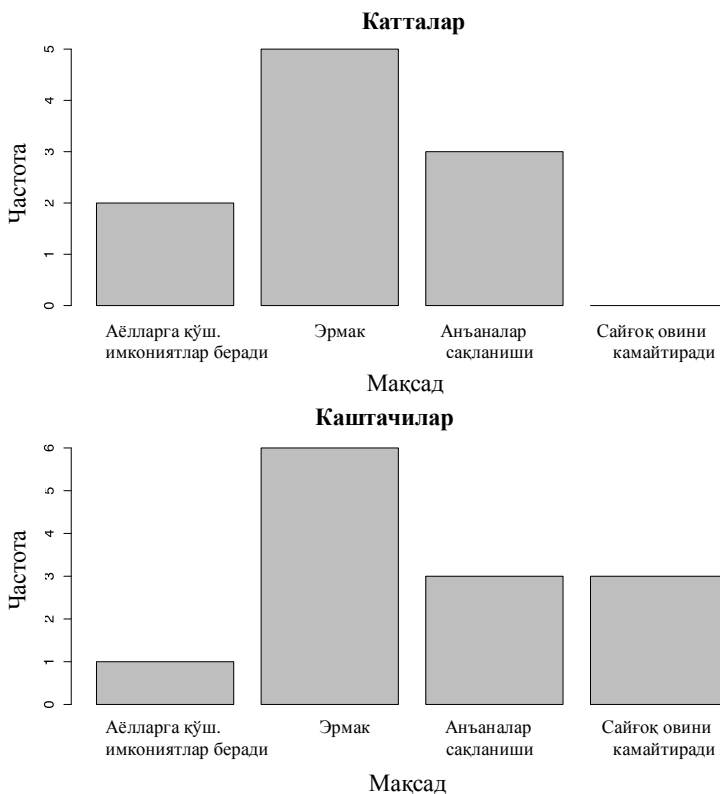 Катталар
5
4
3
2
1
0
Частота
Аёлларга қўш.
имкониятлар беради
Эрмак
Анъаналар
сақланиши
Сайғоқ овини
камайтиради
Мақсад
Каштачилар
6
5
4
3
2
1
0
Частота
Аёлларга қўш.
имкониятлар беради
Эрмак
Анъаналар
сақланиши
Сайғоқ овини
камайтиради
Мақсад